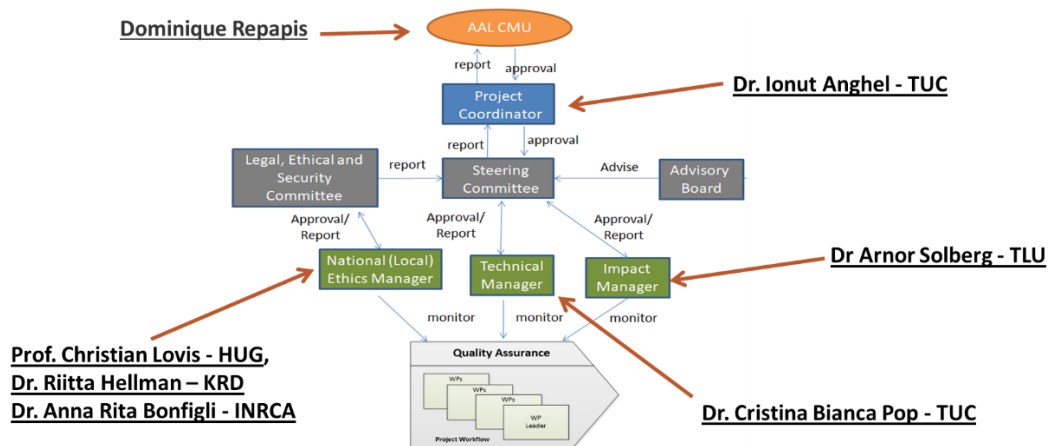 Dominique Repapis
AAL CMU
report
approval
Dr. Ionut Anghel - TUC
Project
Coordinator
report
approval
Legal, Ethical and
Security
Committee
report
Steering
Committee
Advise
Advisory
Board
Approval/
Report
Approval/
Report
Approval/
Report
National (Local)
Ethics Manager
Technical
Manager
Impact
Manager
Dr Arnor Solberg - TLU
monitor
monitor
monitor
Prof. Christian Lovis - HUG,
Dr. Riitta Hellman – KRD
Dr. Anna Rita Bonfigli - INRCA
Quality Assurance
WPs
WPs
WPs
WP
Leader
Project Workflow
Dr. Cristina Bianca Pop - TUC